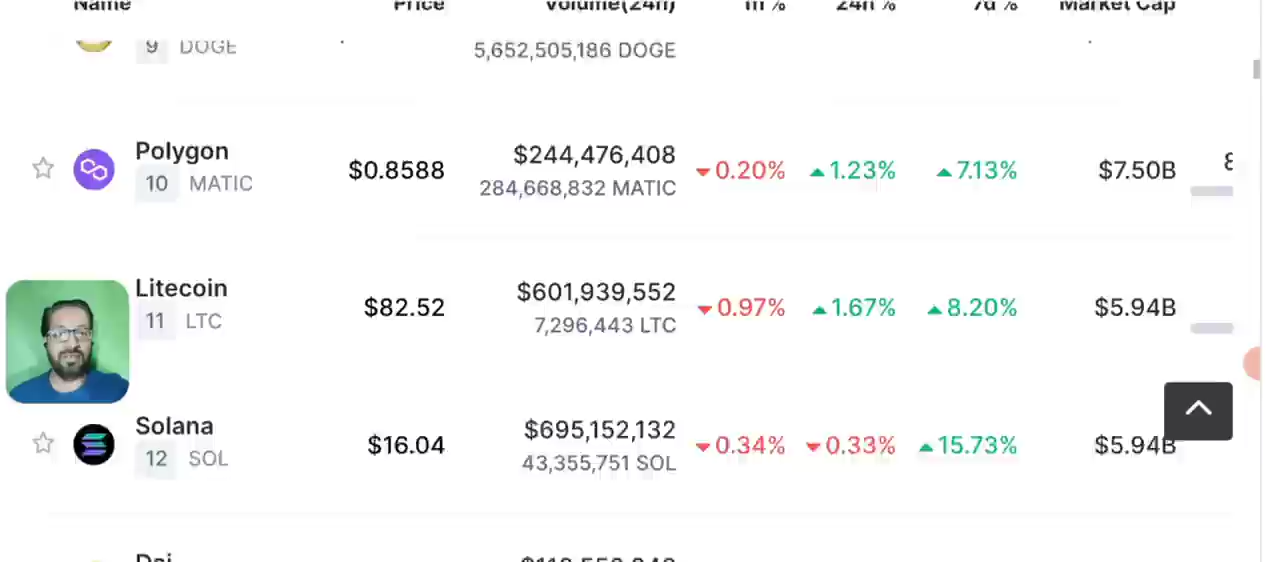 Name Price Volume(24h) 1h % 24h % 7d % Market Cap
9 DOGE
5,652,505,186 DOGE
Polygon
10 MATIC
$0.8588
$244,476,408
284,668,832 MATIC
0.20%
1.23%
7.13%
$7.50B
Litecoin
11 LTC
$82.52
$601,939,552
7,296,443 LTC
0.97%
1.67%
8.20%
$5.94B
Solana
12 SOL
$16.04
$695,152,132
43,355,751 SOL
0.34%
0.33%
15.73%
$5.94B
Dai